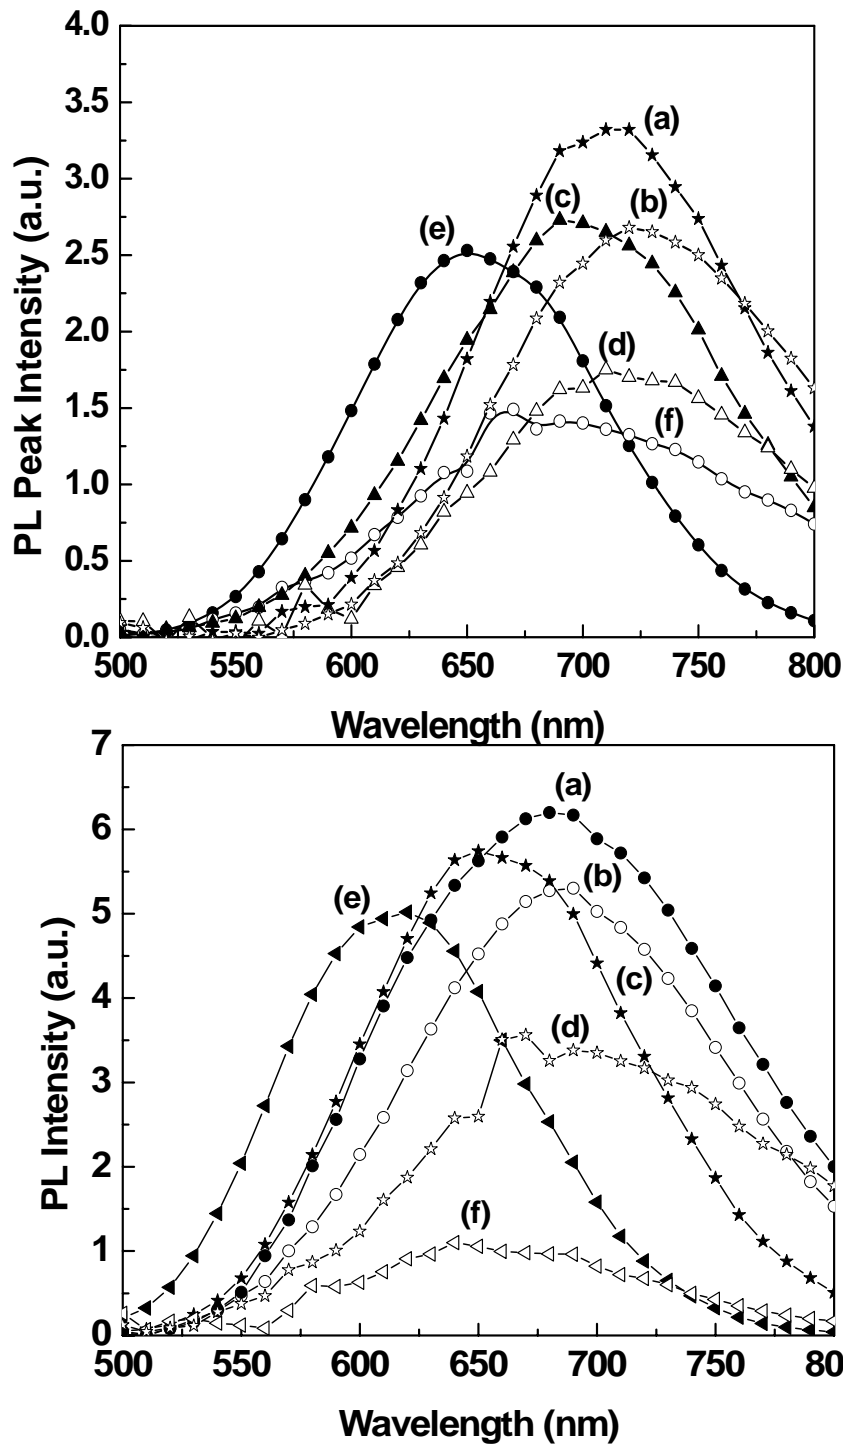 4.0
3.5
3.0
2.5
2.0
1.5
1.0
0.5
0.0
PL Peak Intensity (a.u.)
(a)
(c)
(b)
(e)
(d)
(f)
500 550 600 650 700 750 800
Wavelength (nm)
7
6
5
4
3
2
1
0
PL Intensity (a.u.)
(a)
(b)
(e)
(c)
(d)
(f)
500 550 600 650 700 750 80
Wavelength (nm)